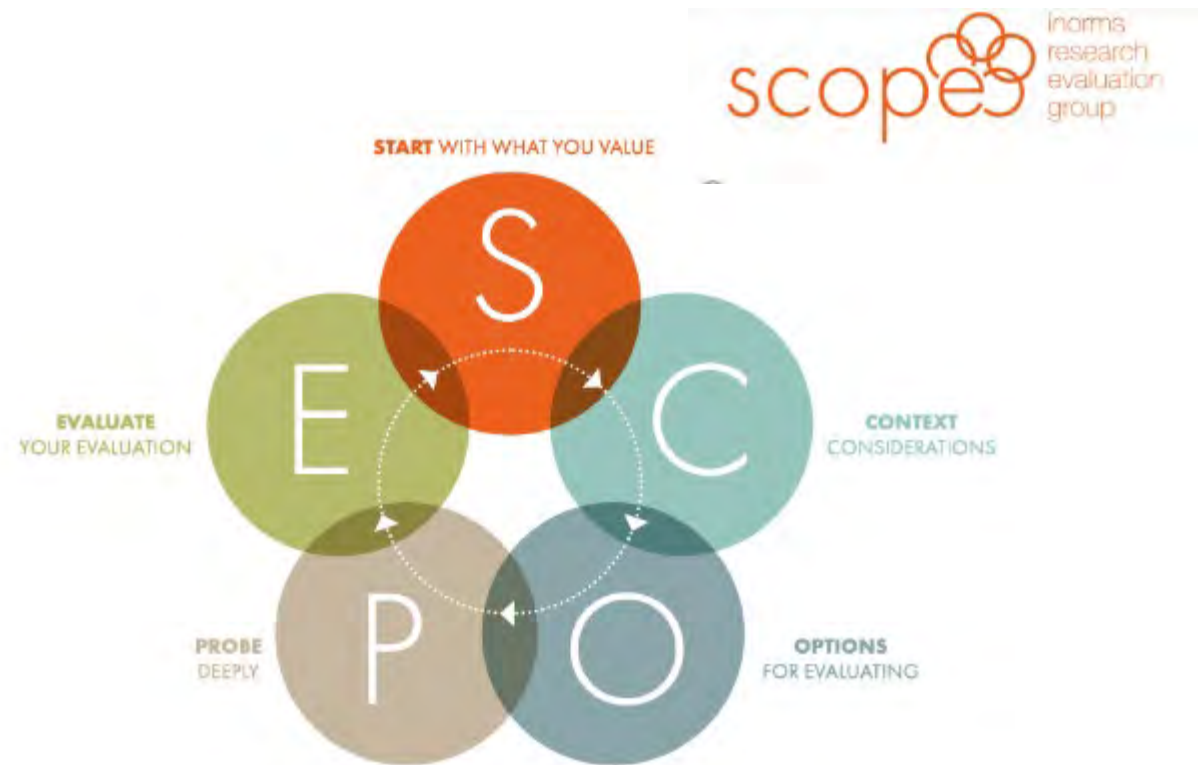 scope
inorms
research
evaluation
group
START WITH WHAT YOU VALUE
S
E
C
EVALUATE
YOUR EVALUATION
CONTEXT
CONSIDERATIONS
P
O
PROBE
DEEPLY
OPTIONS
FOR EVALUATING